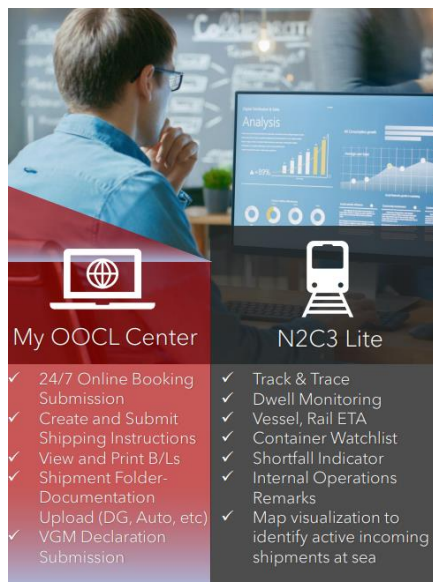 Collabora
Analysis
My OOCL Center
24/7 Online Booking
Submission
Create and Submit
Shipping Instructions
View and Print B/Ls
Shipment Folder-
Documentation
Upload (DG, Auto, etc)
VGM Declaration
Submission
N2C3 Lite
Track & Trace
Dwell Monitoring
Vessel, Rail ETA
Container Watchlist
Shortfall Indicator
Internal Operations
Remarks
Map visualization to
identify active incoming
shipments at sea